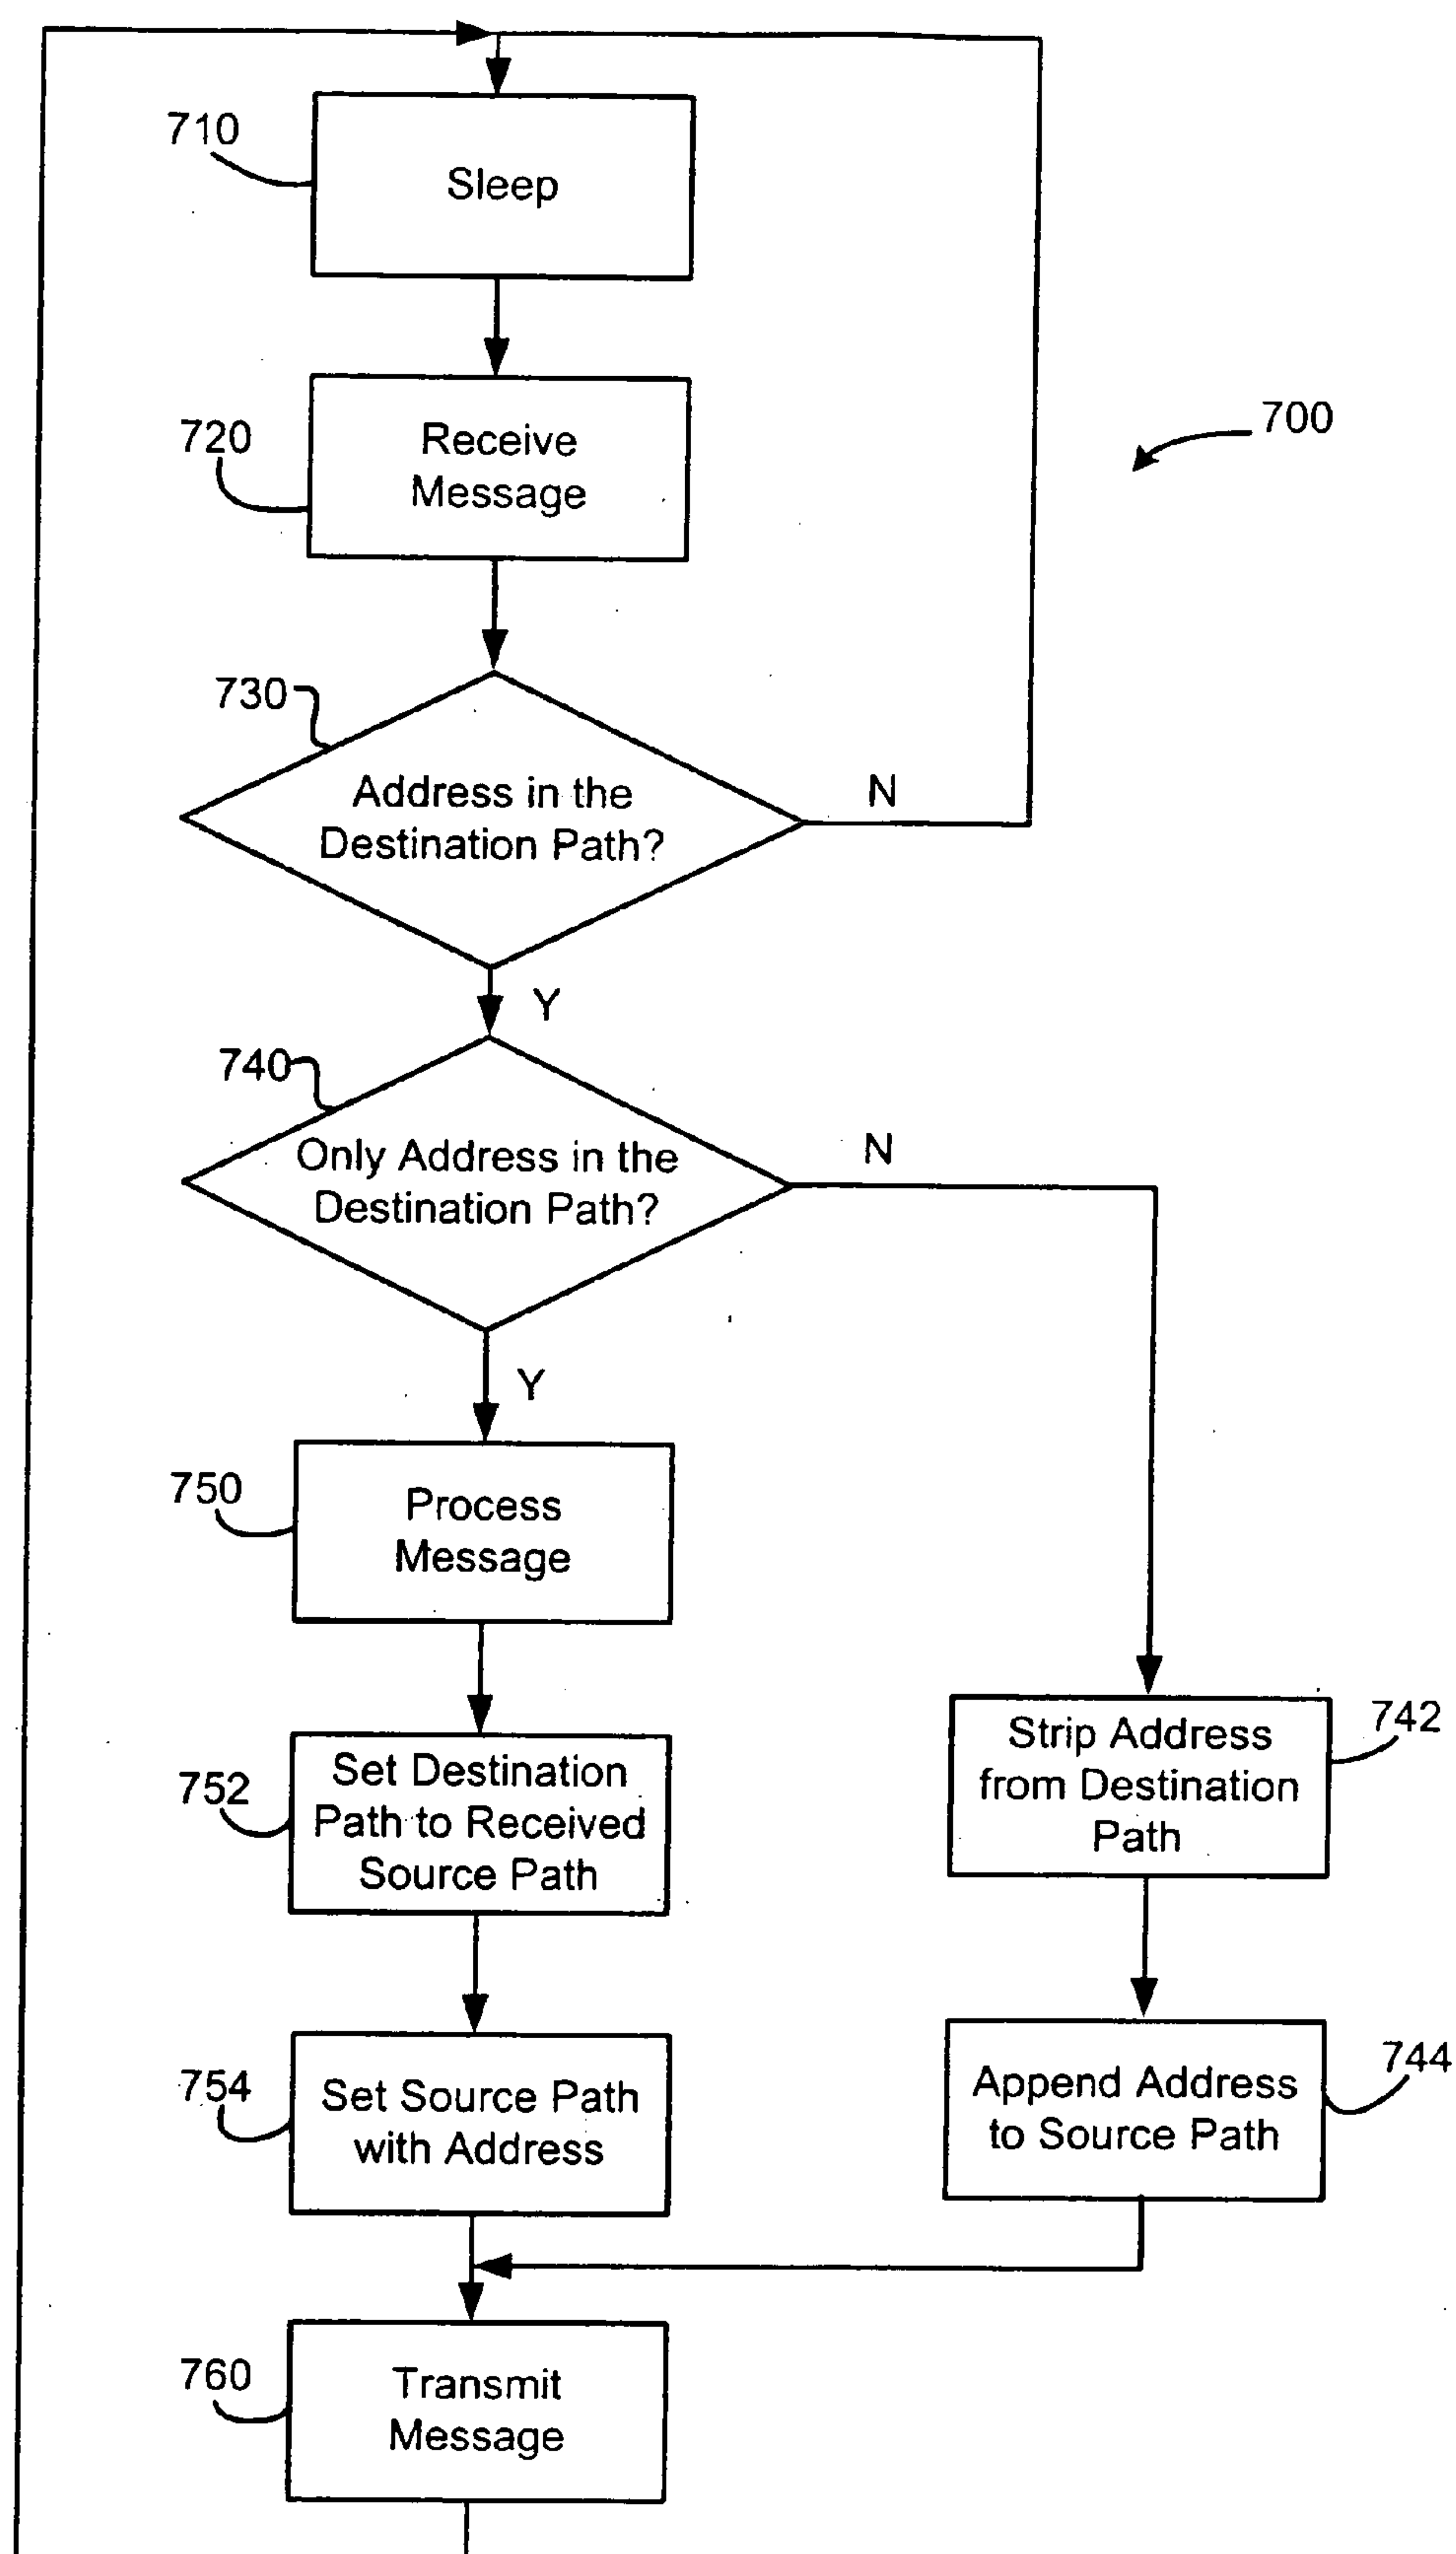 710
Sleep
720
Receive
Message
700
730
Address in the
Destination Path?
N
Y
740
Only Address in the
Destination Path?
N
Y
750
Process
Message
742
Strip Address
from Destination
Path
752
Set Destination
Path to Received
Source Path
754
Set Source Path
with Address
744
Append Address
to Source Path
760
Transmit
Message